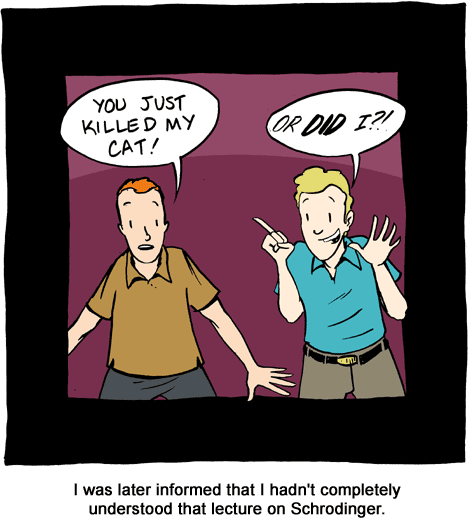 YOU JUST
KILLED MY
CAT!
OR DID I?!
I was later informed that I hadn't completely
understood that lecture on Schrodinger.